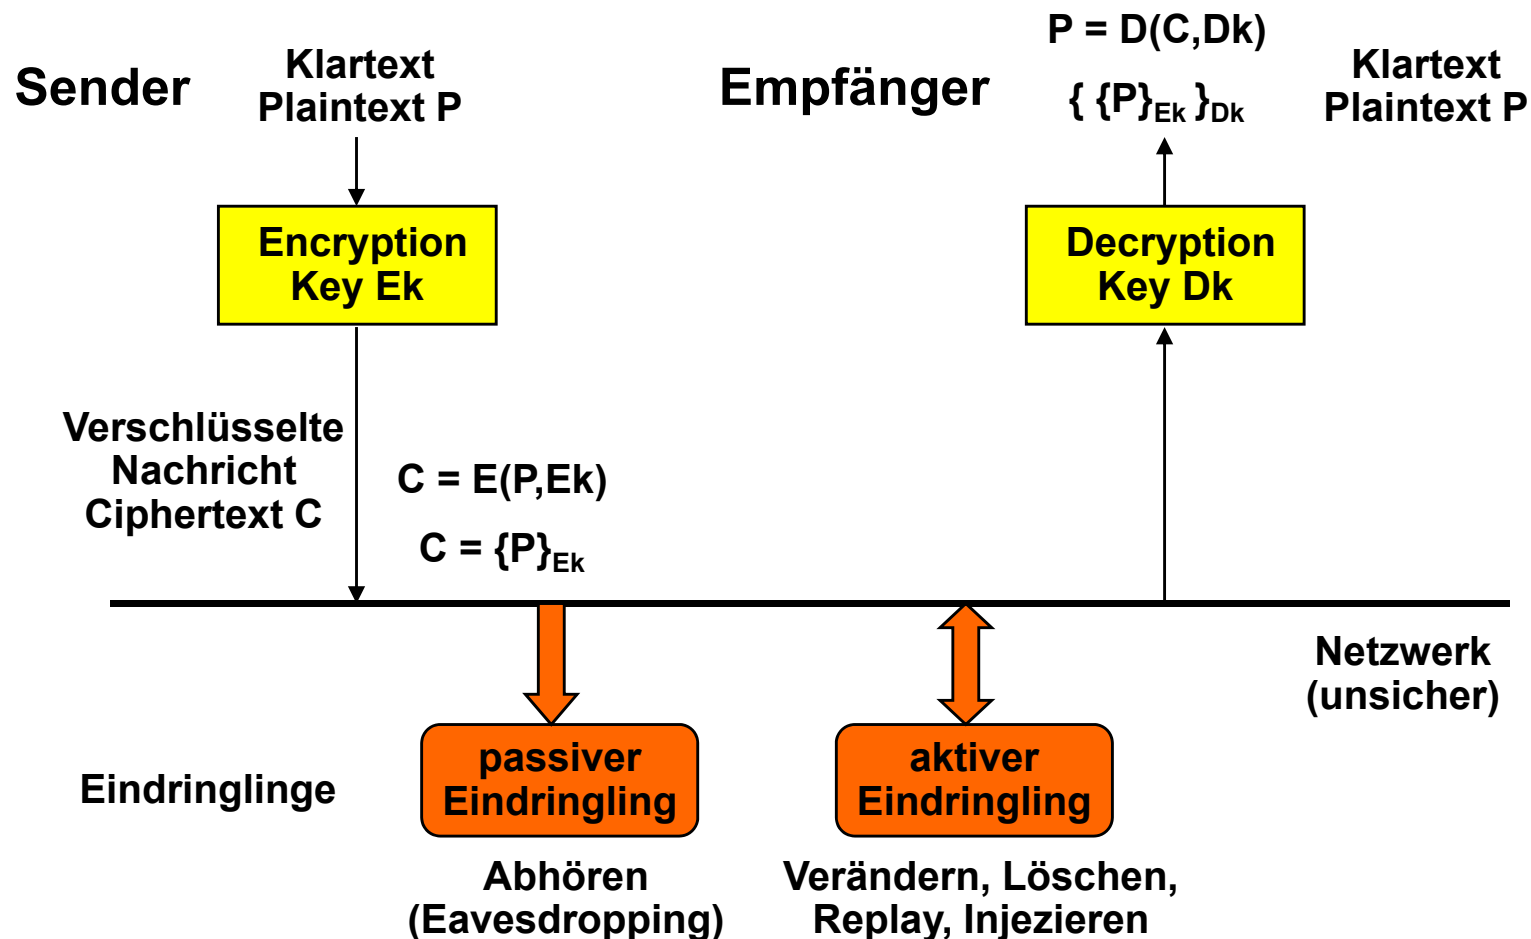 Sender
Klartext
Plaintext P
Empfänger
P = D(C,Dk)
{ {P}Ek }Dk
Klartext
Plaintext P
Encryption
Key Ek
Decryption
Key Dk
Verschlüsselte
Nachricht
Ciphertext C
C = E(P,Ek)
C = {P}Ek
Netzwerk
(unsicher)
Eindringlinge
passiver
Eindringling
aktiver
Eindringling
Abhören
(Eavesdropping)
Verändern, Löschen,
Replay, Injezieren